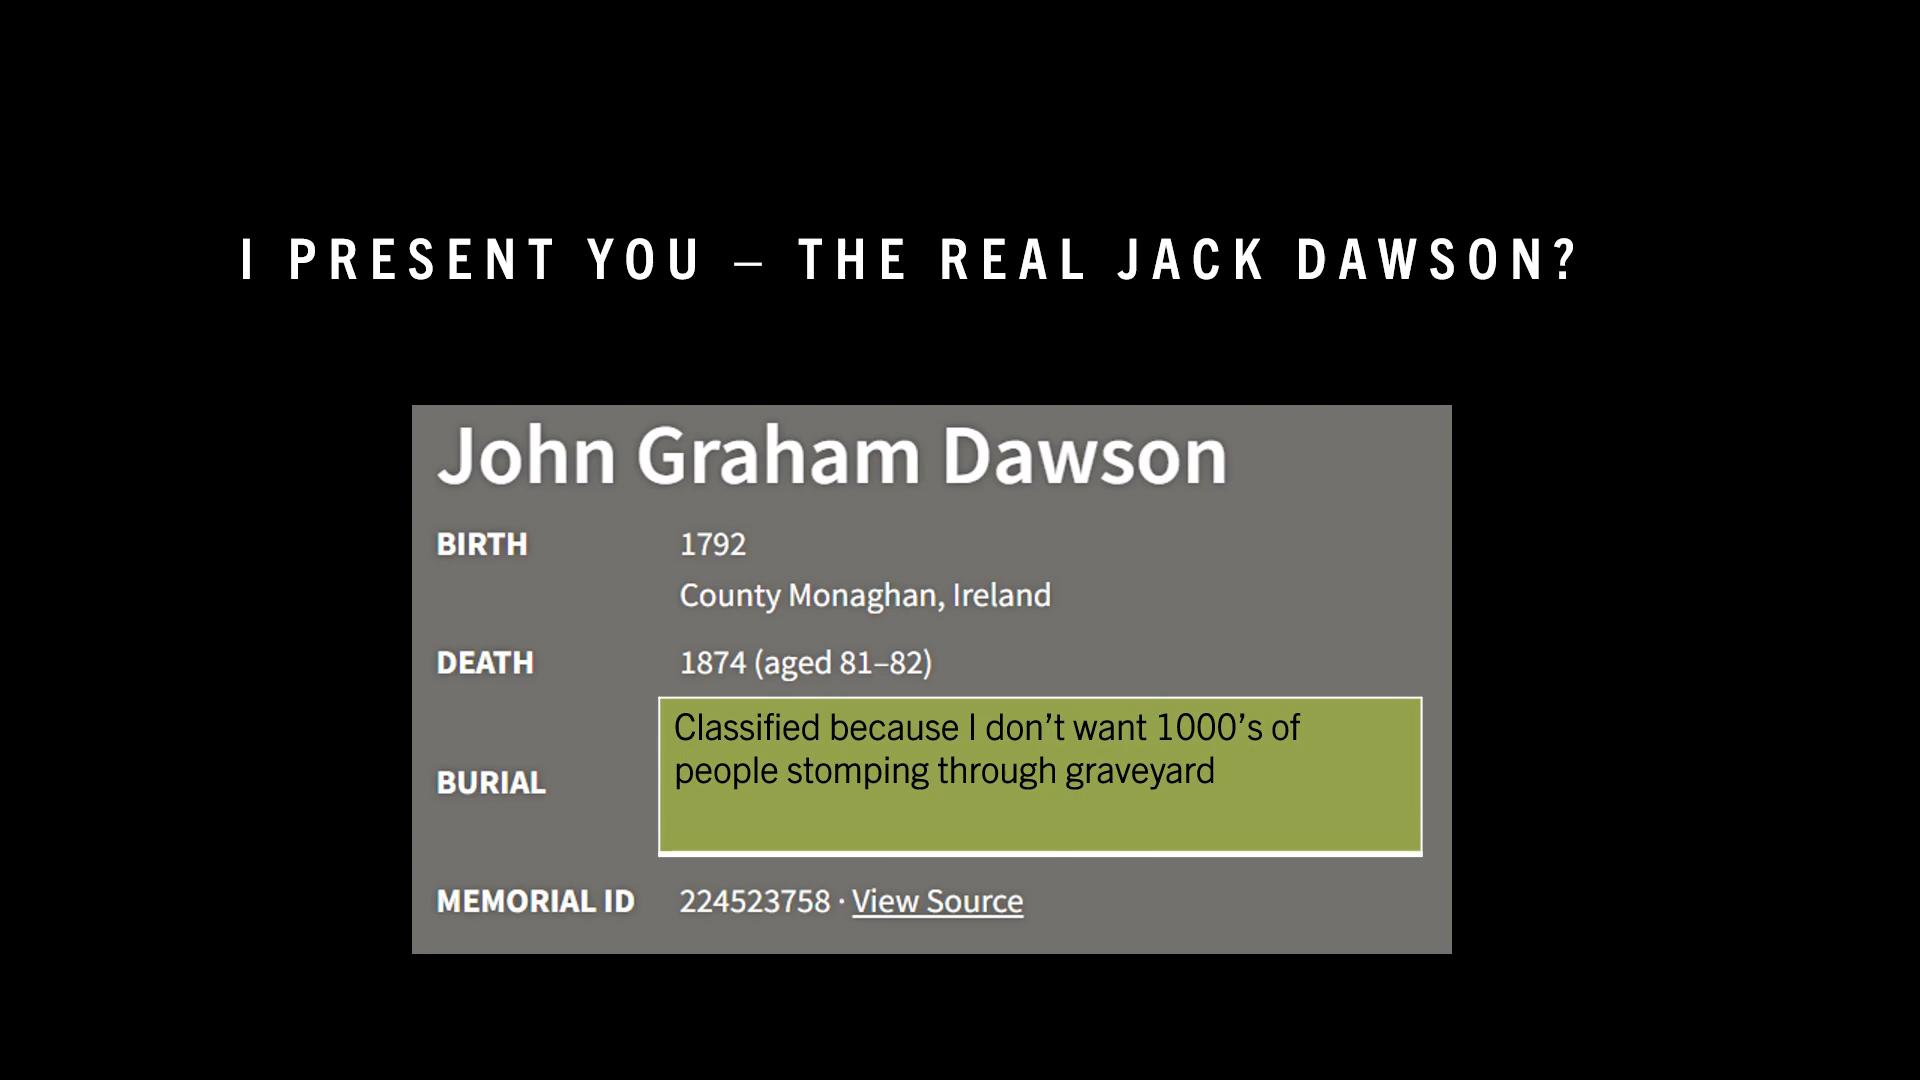 I PRESENT YOU – THE REAL JACK DAWSON?
John Graham Dawson
BIRTH 1792
County Monaghan, Ireland
DEATH 1874 (aged 81–82)
Classified because I don’t want 1000’s of
people stomping through graveyard
BURIAL
MEMORIAL ID 224523758 · View Source